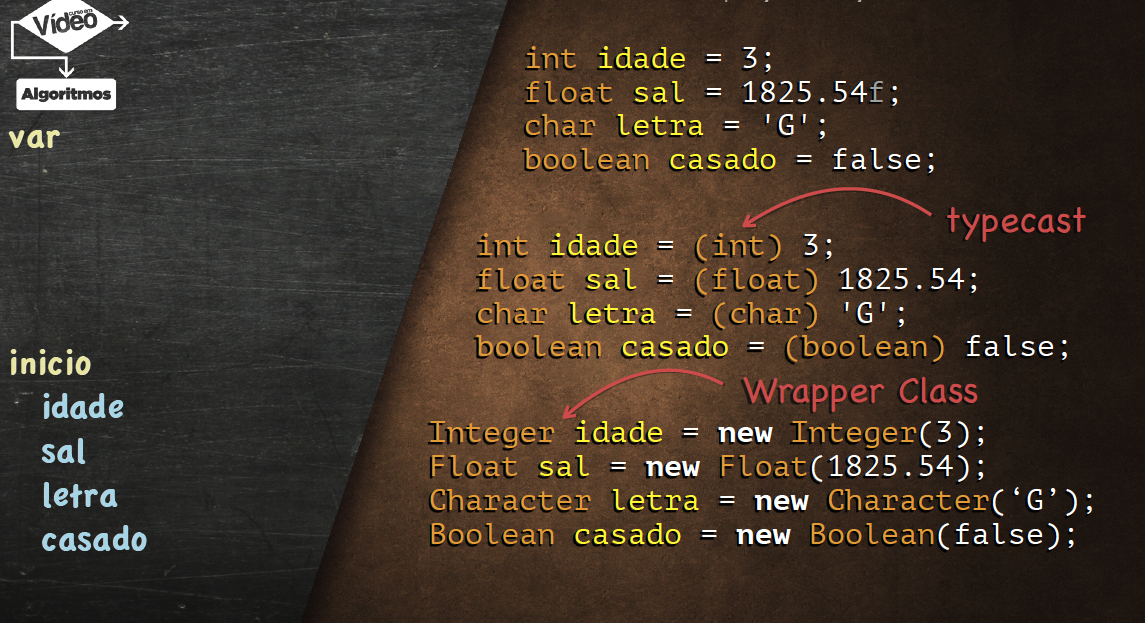 curso em
Vídeo
Algoritmos
var
inicio
idade
sal
letra
casado
int idade = 3;
float sal = 1825.54f;
char letra = 'G';
boolean casado = false;
typecast
int idade = (int) 3;
float sal = (float) 1825.54;
char letra = (char) 'G';
boolean casado = (boolean) false;
Wrapper Class
Integer idade = new Integer(3);
Float sal = new Float(1825.54);
Character letra = new Character(‘G’);
Boolean casado = new Boolean(false);